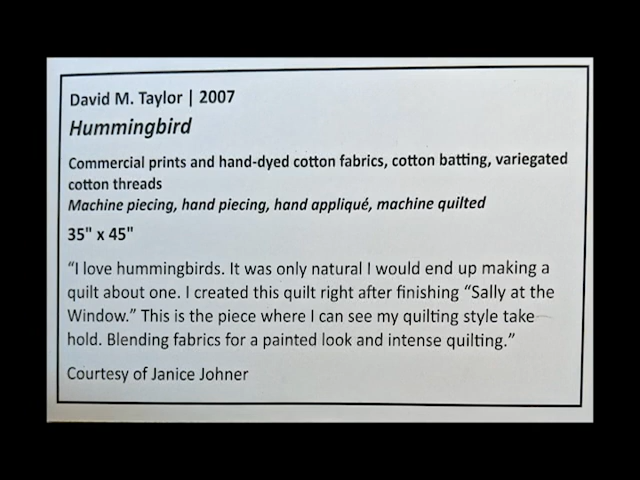 David M. Taylor | 2007
Hummingbird
Commercial prints and hand-dyed cotton fabrics, cotton batting, variegated
cotton threads
Machine piecing, hand piecing, hand appliqué, machine quilted
35" x 45"
“I love hummingbirds. It was only natural I would end up making a
quilt about one. I created this quilt right after finishing “Sally at the
Window.” This is the piece where I can see my quilting style take
hold. Blending fabrics for a painted look and intense quilting.”
Courtesy of Janice Johner